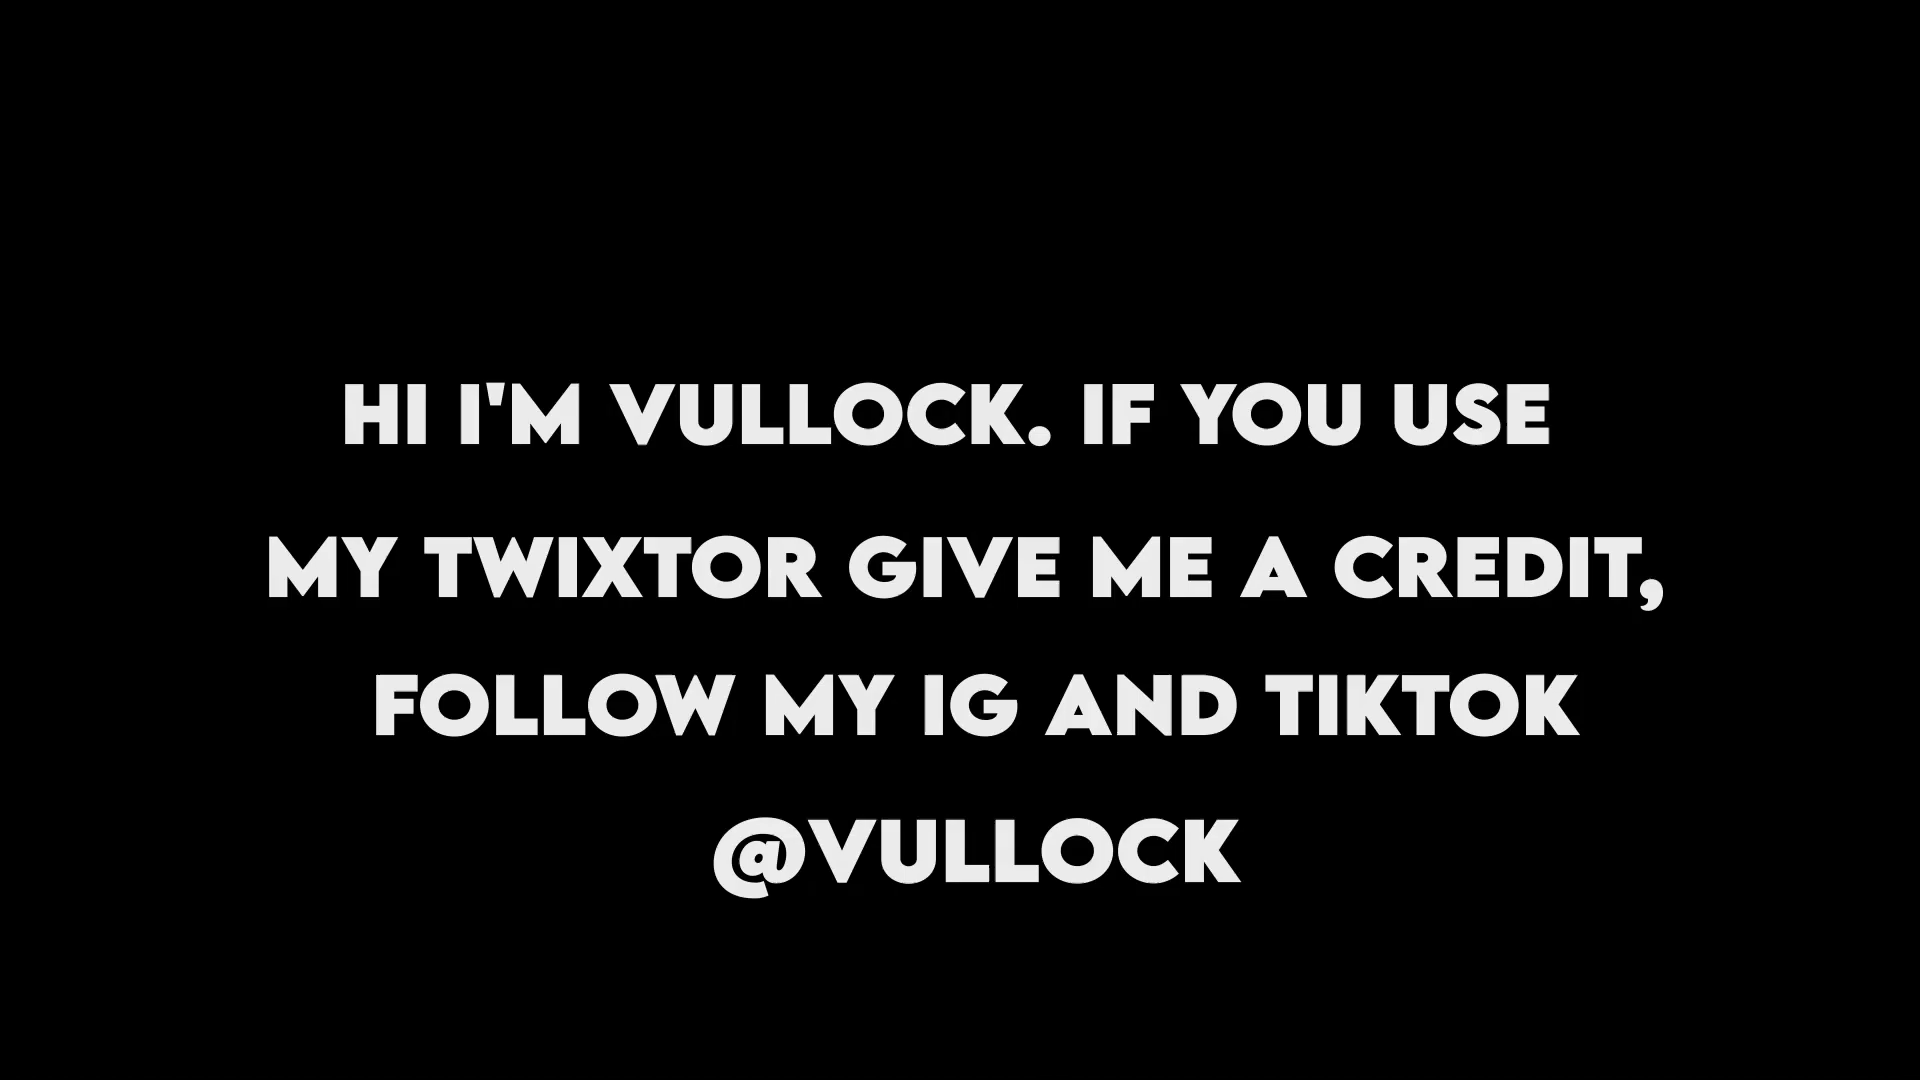 HI I'M VULLOCK. IF YOU USE
MY TWIXTOR GIVE ME A CREDIT,
FOLLOW MY IG AND TIKTOK
@VULLOCK